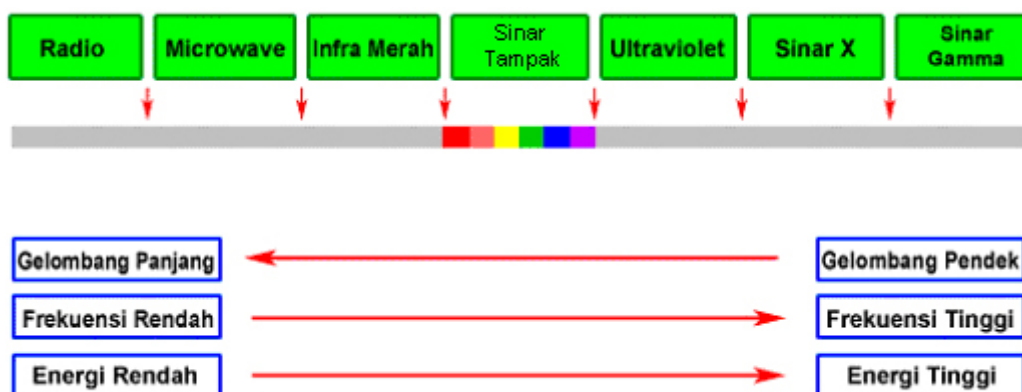 Radio
Microwave
Infra Merah
Sinar
Tampak
Ultraviolet
Sinar X
Sinar
Gamma
Gelombang Panjang
Gelombang Pendek
Frekuensi Rendah
Frekuensi Tinggi
Energi Rendah
Energi Tinggi